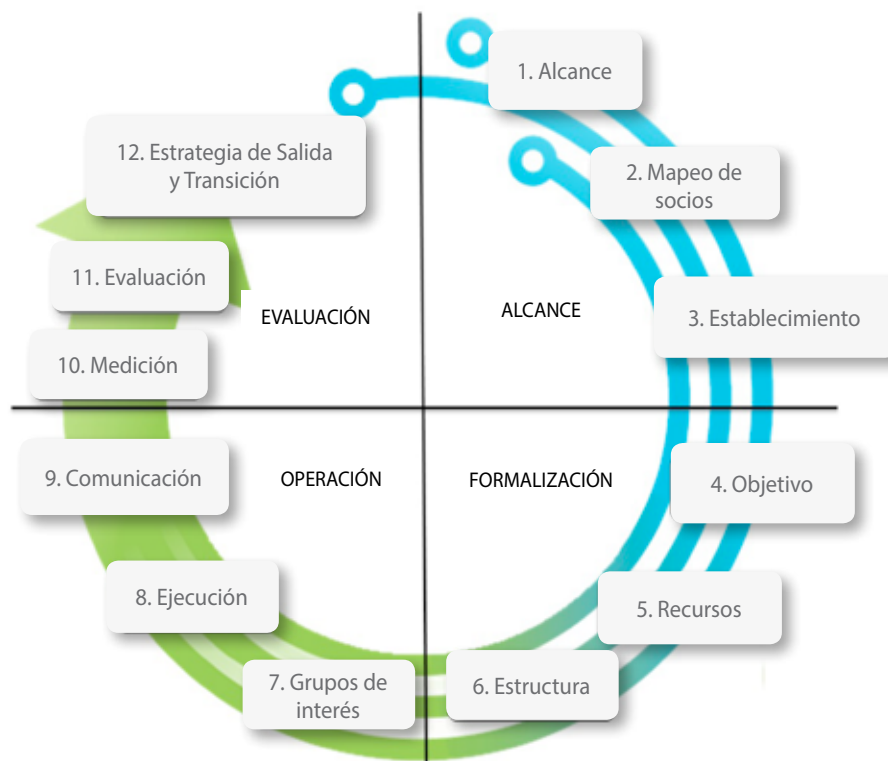 1. Alcance
2. Mapeo de
socios
3. Establecimiento
4. Objetivo
5. Recursos
6. Estructura
7. Grupos de
interés
8. Ejecución
9. Comunicación
10. Medición
11. Evaluación
12. Estrategia de Salida
y Transición
EVALUACIÓN
ALCANCE
OPERACIÓN
FORMALIZACIÓN